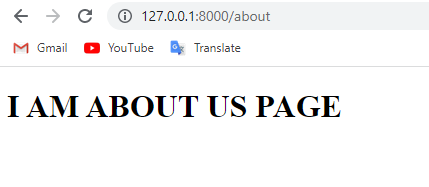 127.0.0.1:8000/about
Gmail YouTube Translate
I AM ABOUT US PAGE